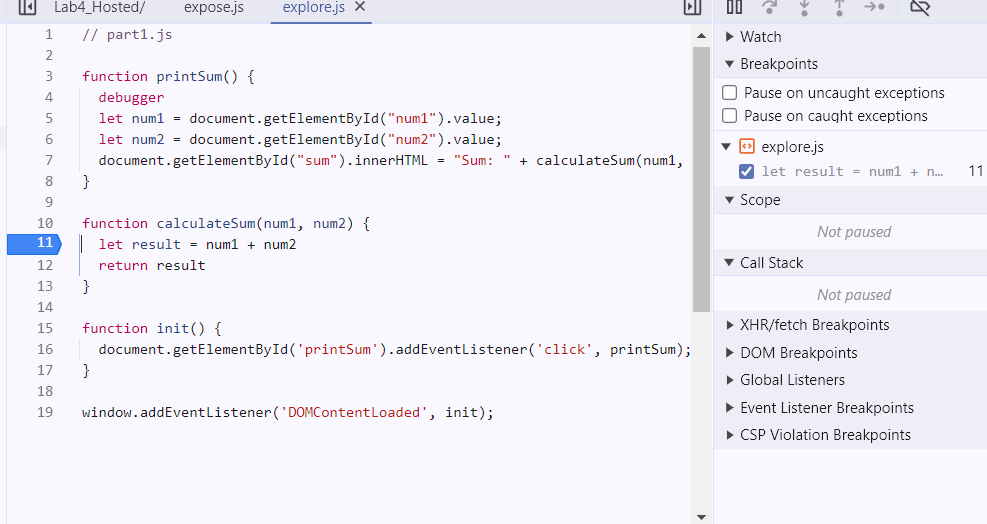 Lab4_Hosted/ expose.js explore.js
1 // part1.js
2
3 function printSum() {
4   debugger
5   let num1 = document.getElementById("num1").value;
6   let num2 = document.getElementById("num2").value;
7   document.getElementById("sum").innerHTML = "Sum: " + calculateSum(num1,
8 }
9
10 function calculateSum(num1, num2) {
11   let result = num1 + num2
12   return result
13 }
14
15 function init() {
16   document.getElementById('printSum').addEventListener('click', printSum);
17 }
18
19 window.addEventListener('DOMContentLoaded', init);
Watch
Breakpoints
Pause on uncaught exceptions
Pause on caught exceptions
explore.js
let result = num1 + n… 11
Scope
Not paused
Call Stack
Not paused
XHR/fetch Breakpoints
DOM Breakpoints
Global Listeners
Event Listener Breakpoints
CSP Violation Breakpoints